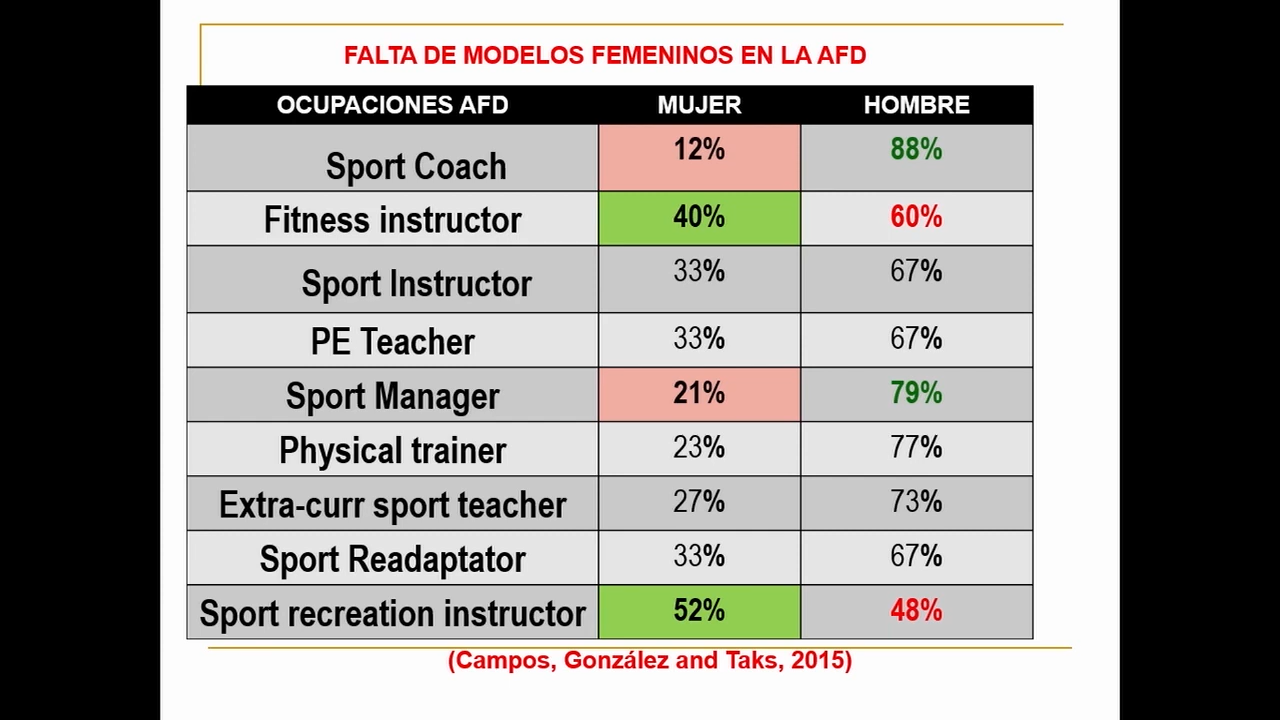 FALTA DE MODELOS FEMENINOS EN LA AFD
OCUPACIONES AFD MUJER HOMBRE
Sport Coach 12% 88%
Fitness instructor 40% 60%
Sport Instructor 33% 67%
PE Teacher 33% 67%
Sport Manager 21% 79%
Physical trainer 23% 77%
Extra-curr sport teacher 27% 73%
Sport Readaptator 33% 67%
Sport recreation instructor 52% 48%
(Campos, González and Taks, 2015)